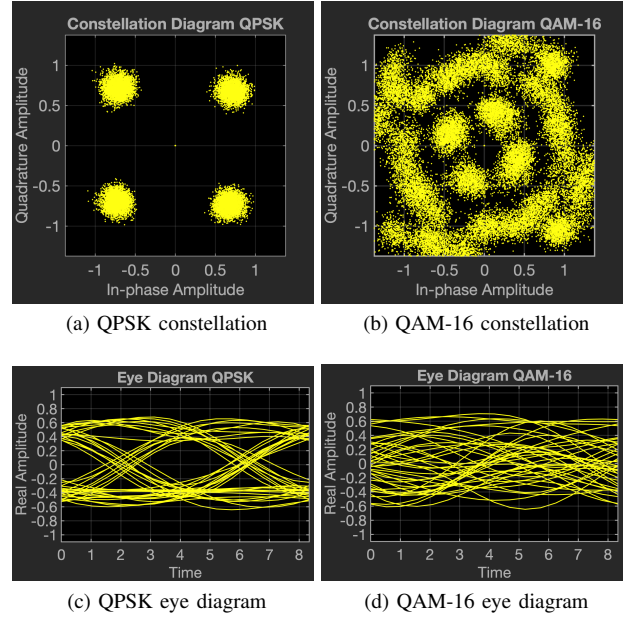 Constellation Diagram QPSK
Quadrature Amplitude
1
0.5
0
-0.5
-1
-1 -0.5 0 0.5 1
In-phase Amplitude
(a) QPSK constellation
Constellation Diagram QAM-16
Quadrature Amplitude
1
0.5
0
-0.5
-1
-1 -0.5 0 0.5 1
In-phase Amplitude
(b) QAM-16 constellation
Eye Diagram QPSK
Real Amplitude
1
0.8
0.6
0.4
0.2
0
-0.2
-0.4
-0.6
-0.8
-1
0 1 2 3 4 5 6 7 8
Time
(c) QPSK eye diagram
Eye Diagram QAM-16
Real Amplitude
1
0.8
0.6
0.4
0.2
0
-0.2
-0.4
-0.6
-0.8
-1
0 1 2 3 4 5 6 7 8
Time
(d) QAM-16 eye diagram